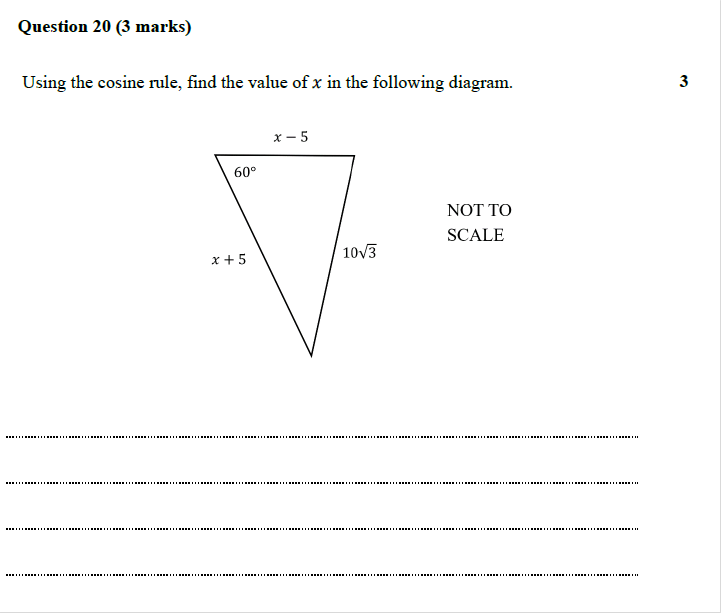 Question 20 (3 marks)
Using the cosine rule, find the value of x in the following diagram. 3
x − 5
60°
NOT TO
SCALE
x + 5
10√3